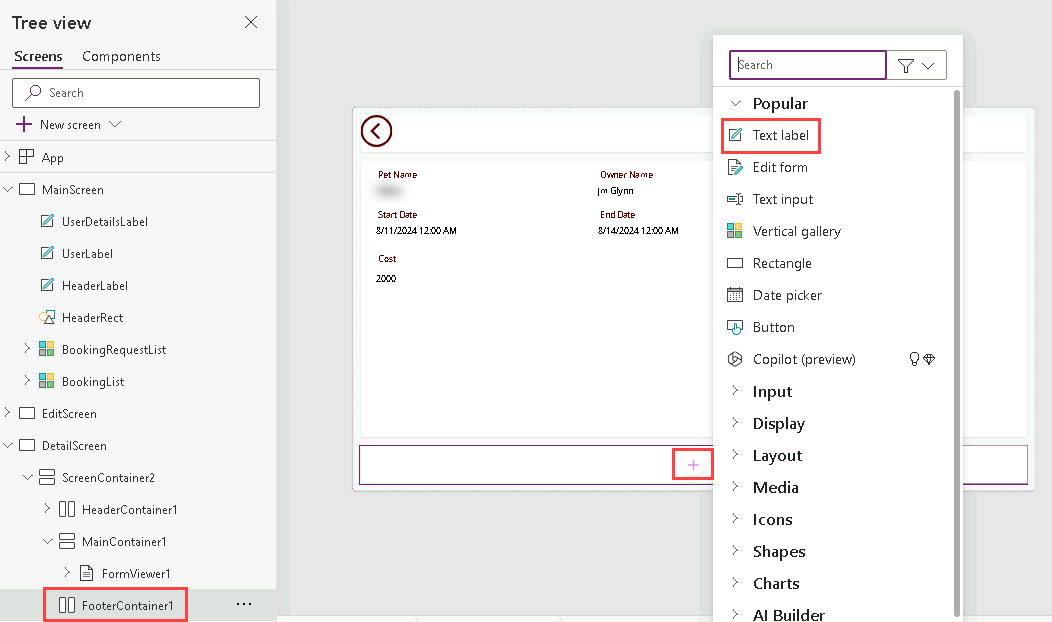 Tree view
Screens Components
Search
New screen
App
MainScreen
UserDetailsLabel
UserLabel
HeaderLabel
HeaderRect
BookingRequestList
BookingList
EditScreen
DetailScreen
ScreenContainer2
HeaderContainer1
MainContainer1
FormViewer1
FooterContainer1
Pet Name
Owner Name
Glynn
Start Date
End Date
8/11/2024 12:00 AM
8/14/2024 12:00 AM
Cost
2000
Search
Popular
Text label
Edit form
Text input
Vertical gallery
Rectangle
Date picker
Button
Copilot (preview)
Input
Display
Layout
Media
Icons
Shapes
Charts
AI Builder